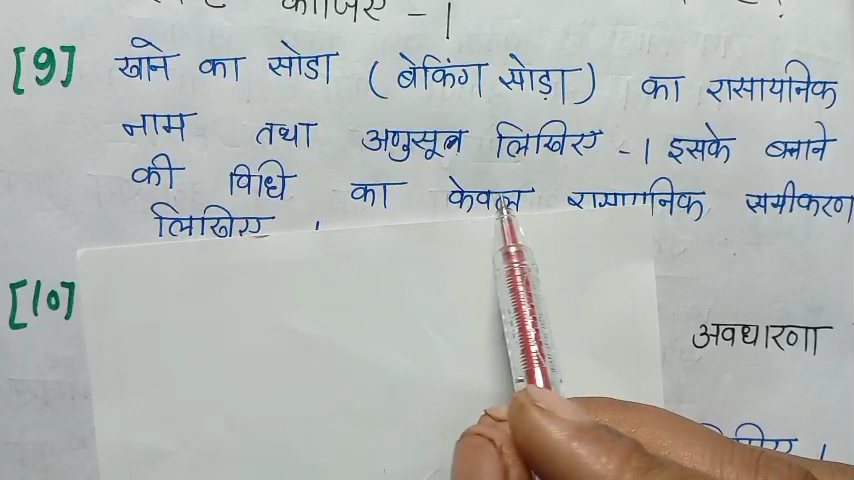 कीजिए -।
[9] खाने का सोडा (बेकिंग सोड़ा) का रासायनिक
नाम तथा अणुसूत्र लिखिए -। इसके बनाने
की विधि का केवल रासायनिक समीकरण
लिखिए ।
[10]
अवधारणा